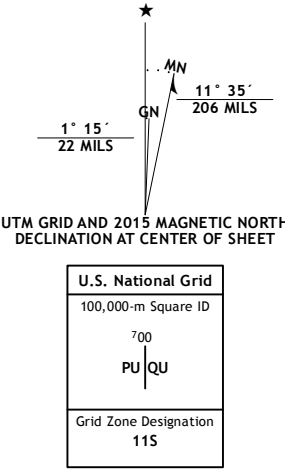 ★
MN
GN
11° 35´
206 MILS
1° 15´
22 MILS
UTM GRID AND 2015 MAGNETIC NORTH
DECLINATION AT CENTER OF SHEET
U.S. National Grid
100,000-m Square ID
⁷00
PU QU
Grid Zone Designation
11S